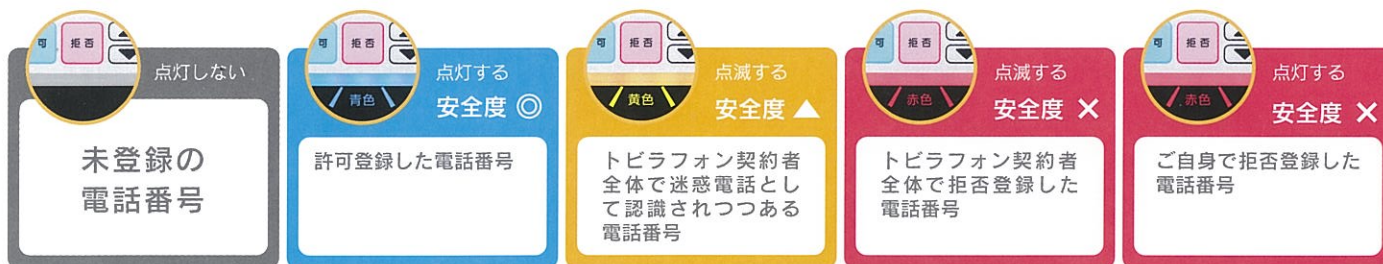 可 拒否
点灯しない
未登録の
電話番号
可 拒否
青色
点灯する
安全度 ◎
許可登録した電話番号
可 拒否
黄色
点滅する
安全度 ▲
トビラフォン契約者
全体で迷惑電話とし
て認識されつつある
電話番号
可 拒否
赤色
点滅する
安全度 ×
トビラフォン契約者
全体で拒否登録した
電話番号
可 拒否
赤色
点灯する
安全度 ×
ご自身で拒否登録した
電話番号